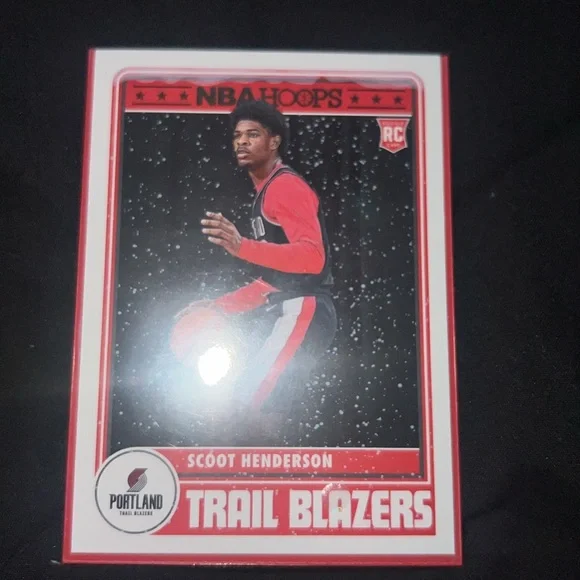 ★ ★ ★ ★ NBA HOOPS ★ ★ ★ ★
RC
SCOOT HENDERSON
PORTLAND
TRAIL BLAZERS
TRAIL BLAZERS